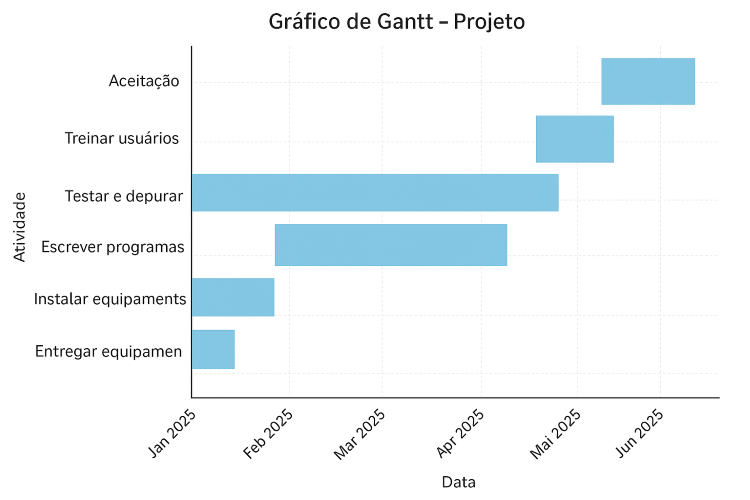 Gráfico de Gantt – Projeto
Aceitação
Treinar usuários
Testar e depurar
Escrever programas
Instalar equipaments
Entregar equipamen
Atividade
Jan 2025
Feb 2025
Mar 2025
Apr 2025
Mai 2025
Jun 2025
Data